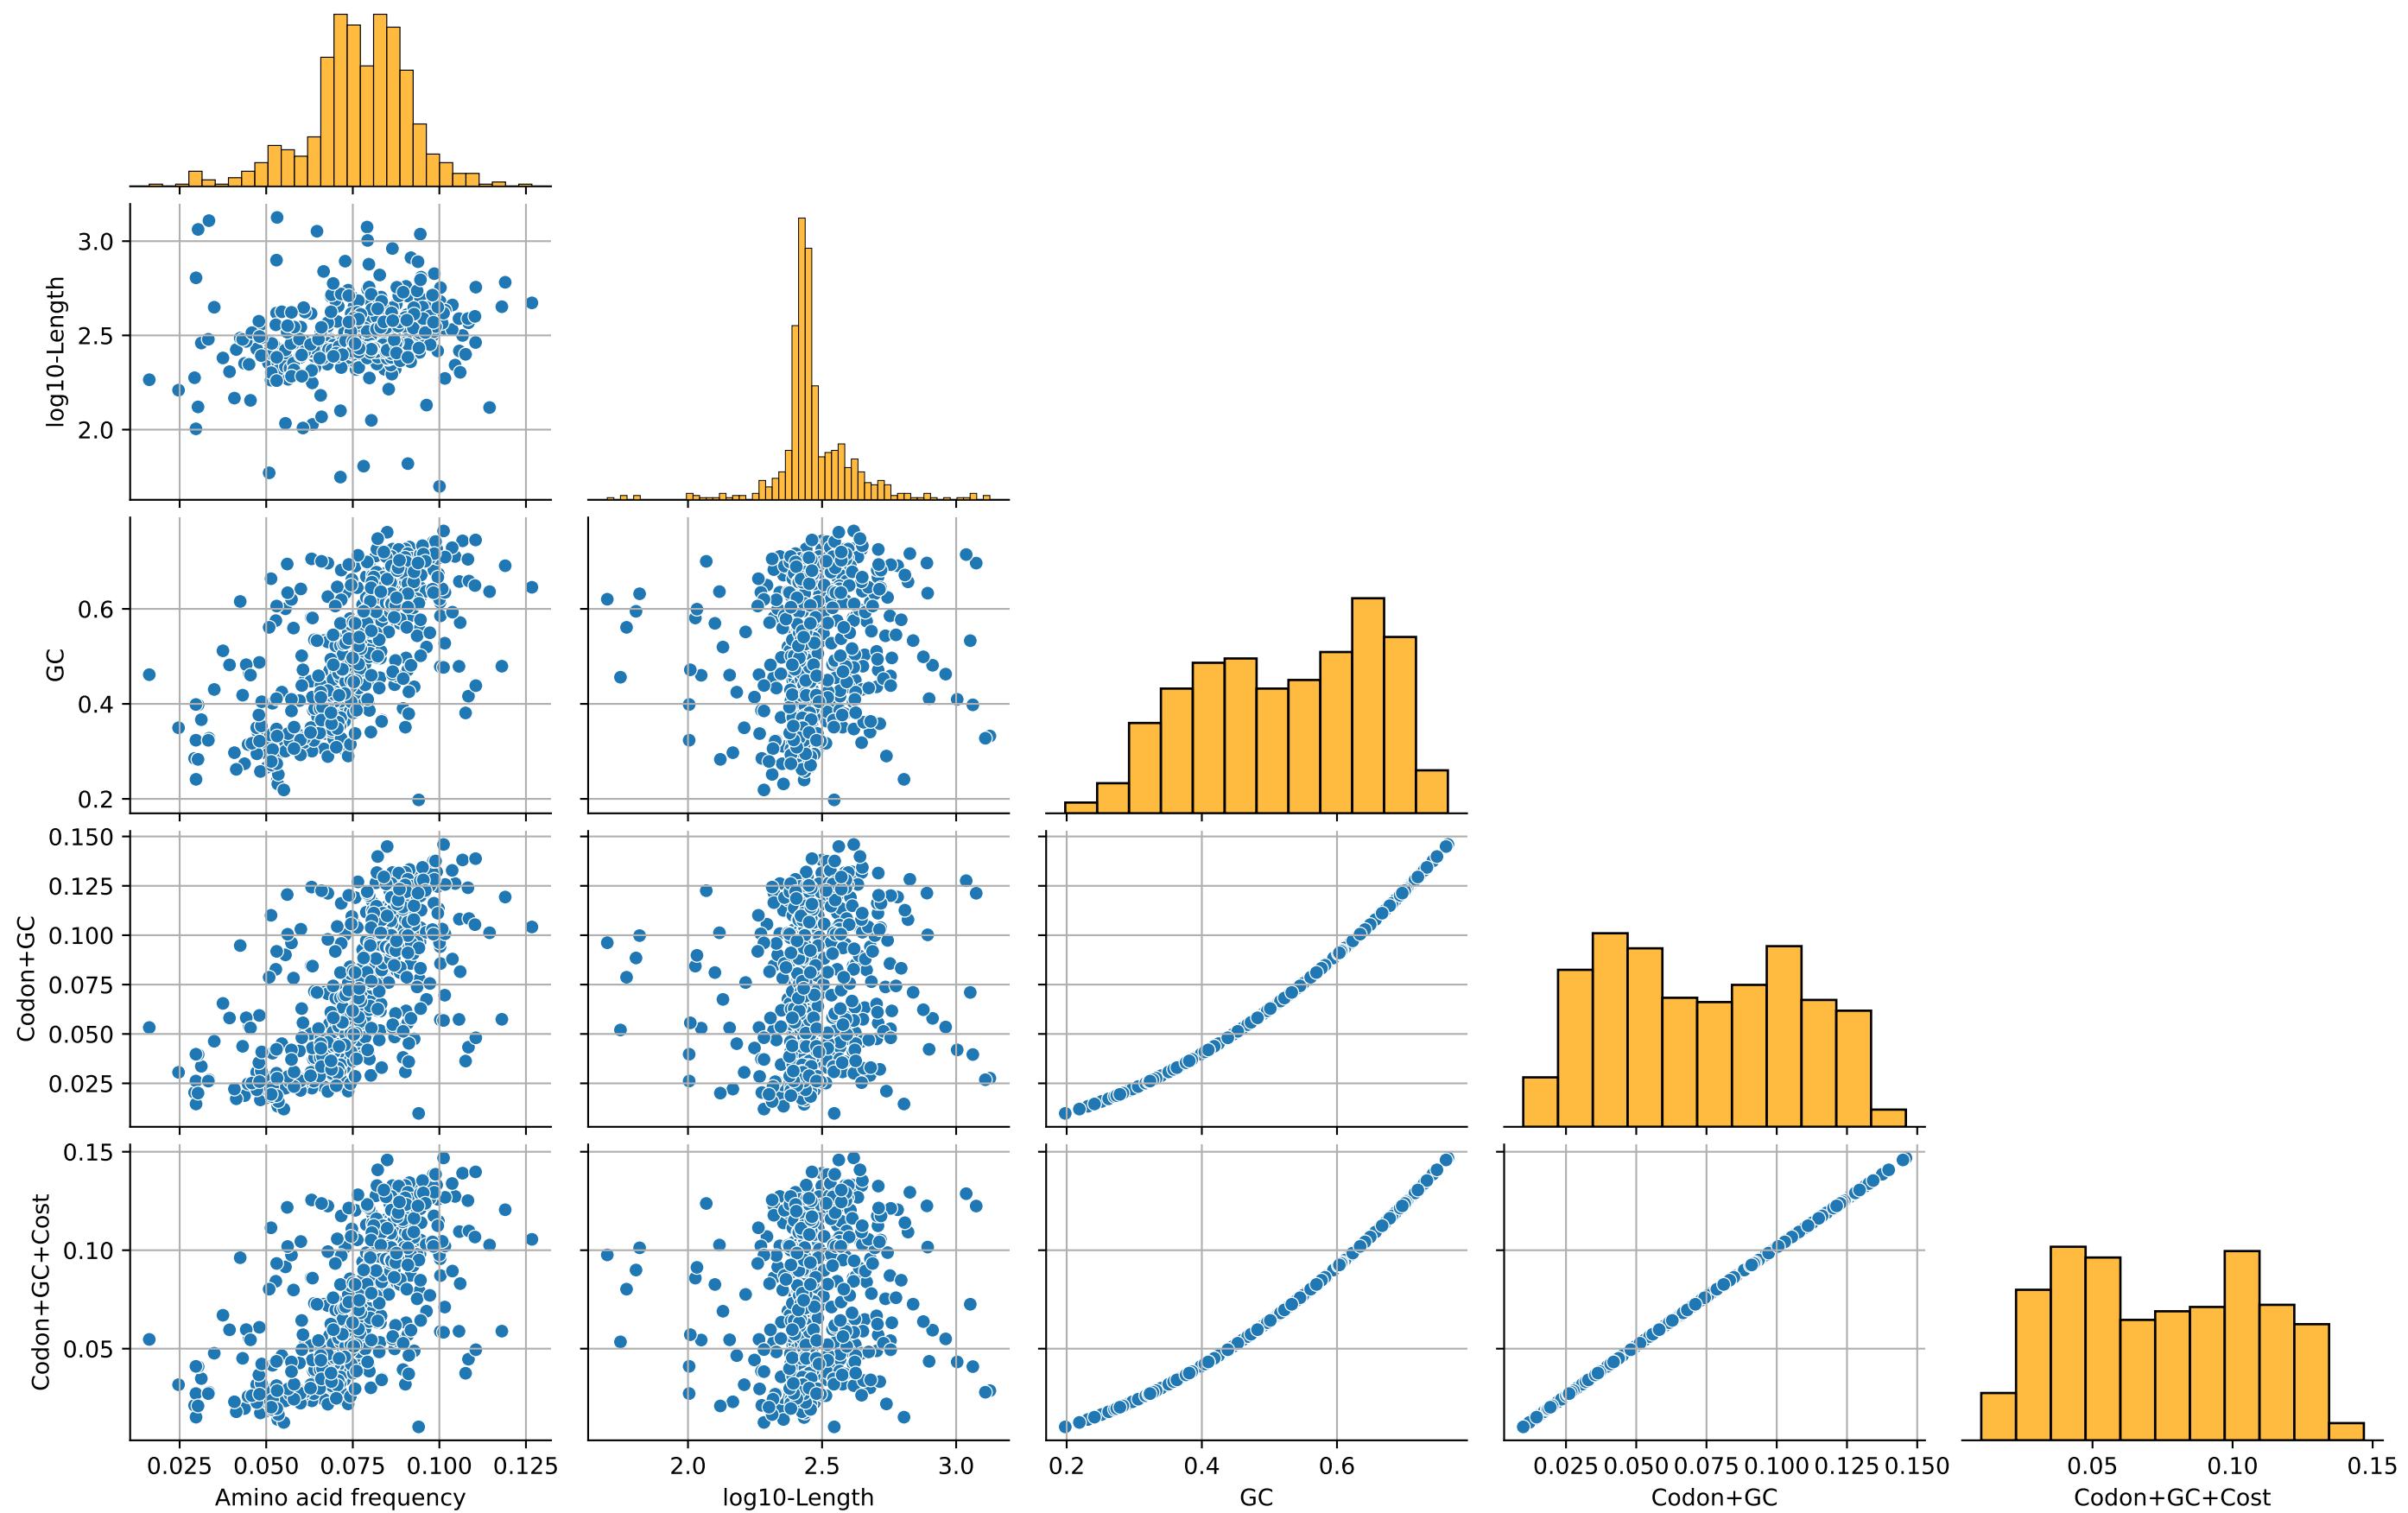 log10-Length
3.0
2.5
2.0
GC
0.6
0.4
0.2
Codon+GC
0.150
0.125
0.100
0.075
0.050
0.025
Codon+GC+Cost
0.15
0.10
0.05
0.025 0.050 0.075 0.100 0.125
Amino acid frequency
2.0 2.5 3.0
log10-Length
0.2 0.4 0.6
GC
0.025 0.050 0.075 0.100 0.125 0.150
Codon+GC
0.05 0.10 0.15
Codon+GC+Cost